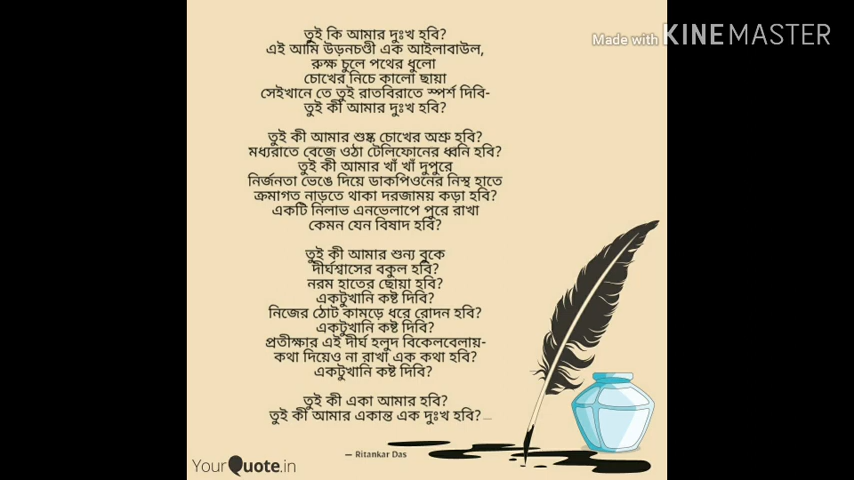 Made with KINEMASTER
তুই কি আমার দুঃখ হবি?
এই আমি উড়নচণ্ডী এক আইলাবাউল,
রুক্ষ চুলে পথের ধুলো
চোখের নিচে কালো ছায়া
সেইখানে তে তুই রাতবিরাতে স্পর্শ দিবি-
তুই কী আমার দুঃখ হবি?
তুই কী আমার শুষ্ক চোখের অশ্রু হবি?
মধ্যরাতে বেজে ওঠা টেলিফোনের ধ্বনি হবি?
তুই কী আমার খাঁ খাঁ দুপুরে
নির্জনতা ভেঙে দিয়ে ডাকপিওনের নিস্থ হাতে
ক্রমাগত নাড়তে থাকা দরজাময় কড়া হবি?
একটি নিলাভ এনভেলাপে পুরে রাখা
কেমন যেন বিষাদ হবি?
তুই কী আমার শুন্য বুকে
দীর্ঘশ্বাসের বকুল হবি?
নরম হাতের ছোয়া হবি?
একটুখানি কষ্ট দিবি?
নিজের ঠোট কামড়ে ধরে রোদন হবি?
একটুখানি কষ্ট দিবি?
প্রতীক্ষার এই দীর্ঘ হলুদ বিকেলবেলায়-
কথা দিয়েও না রাখা এক কথা হবি?
একটুখানি কষ্ট দিবি?
তুই কী একা আমার হবি?
তুই কী আমার একান্ত এক দুঃখ হবি?....
— Ritankar Das
YourQuote.in